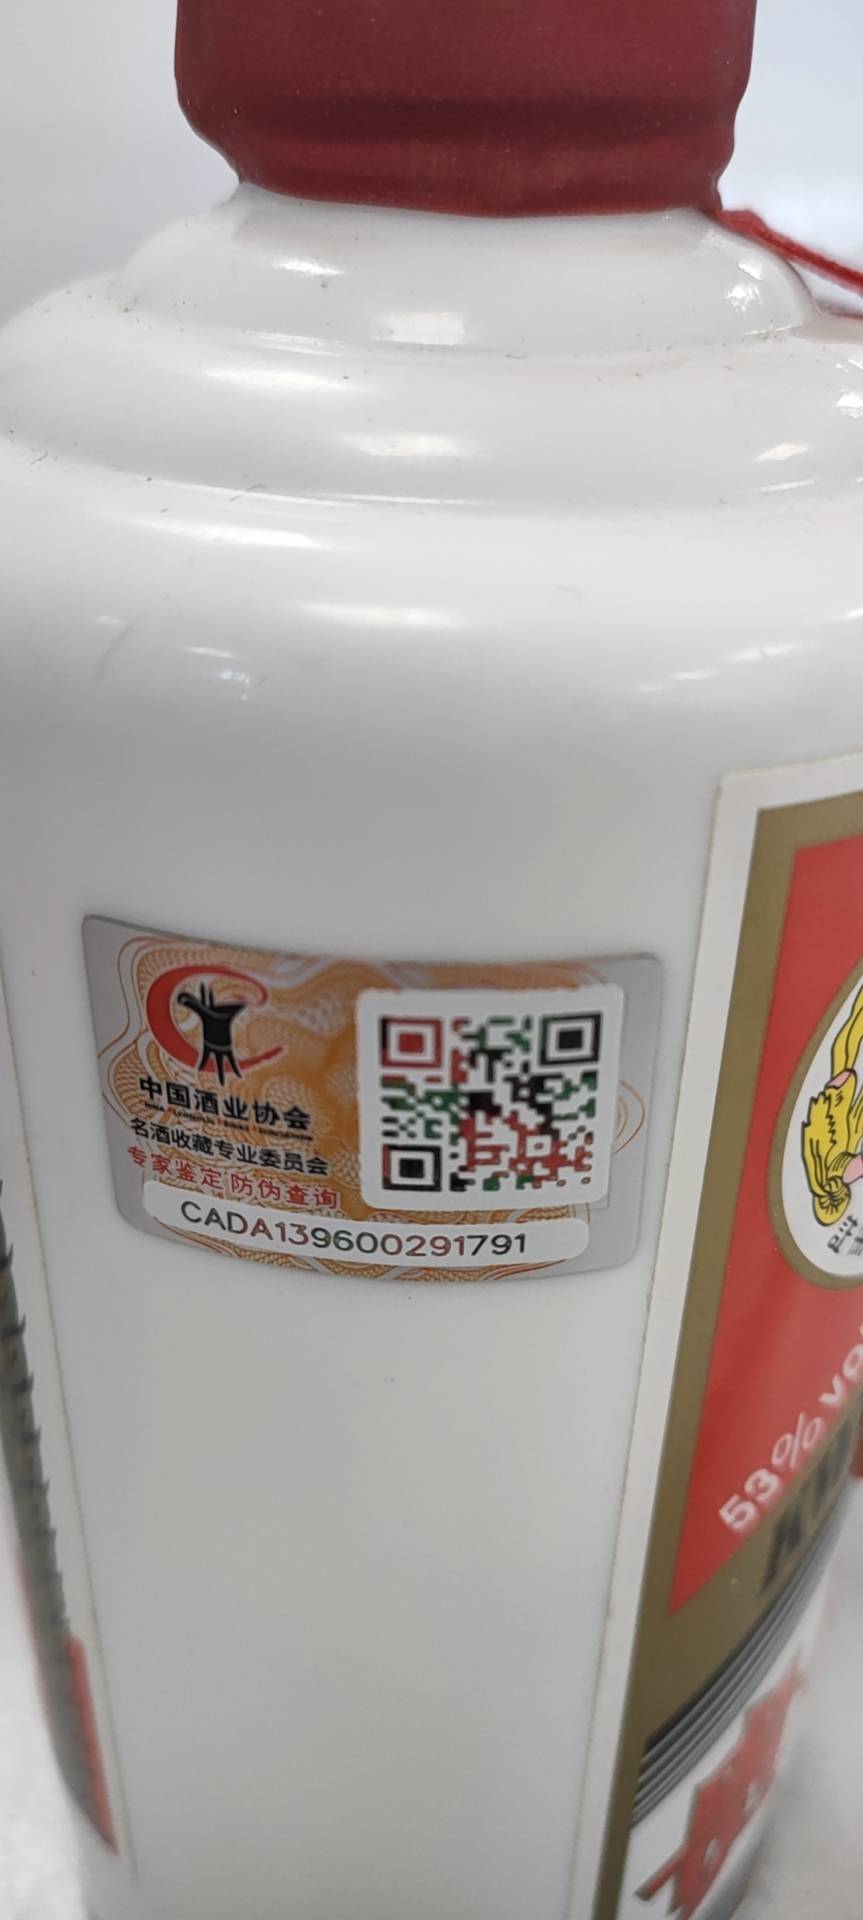 中国酒业协会
名酒收藏专业委员会
专家鉴定 防伪查询
CADA139600291791
53% vo